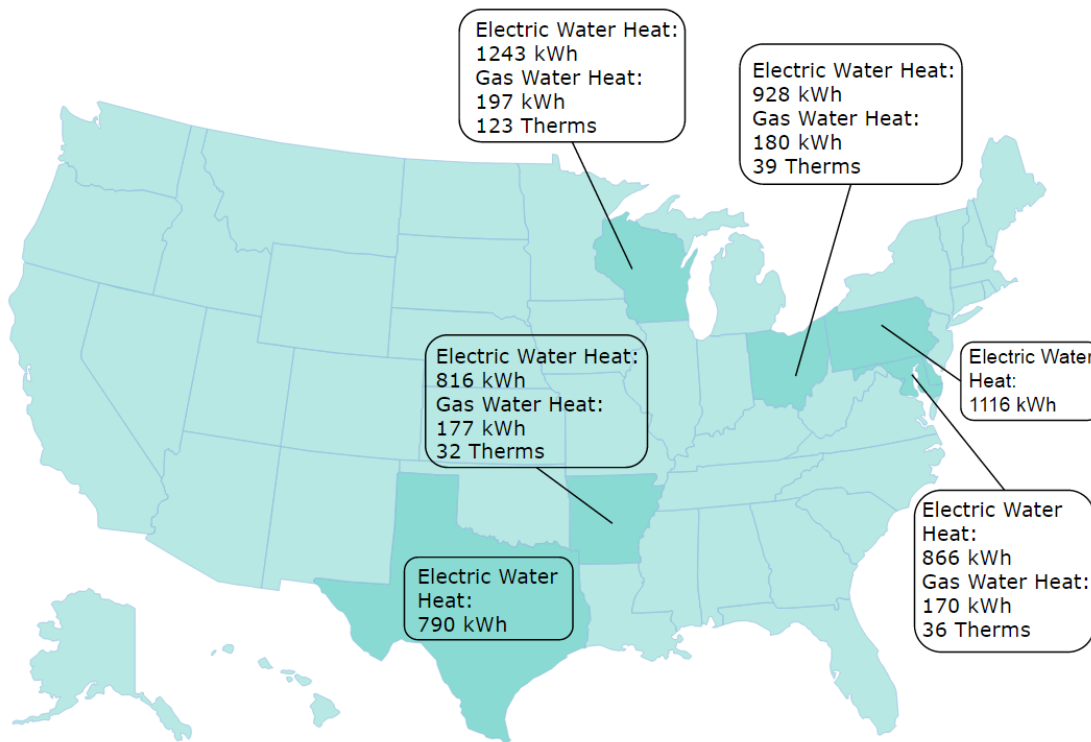 Electric Water Heat:
1243 kWh
Gas Water Heat:
197 kWh
123 Therms
Electric Water Heat:
928 kWh
Gas Water Heat:
180 kWh
39 Therms
Electric Water Heat:
816 kWh
Gas Water Heat:
177 kWh
32 Therms
Electric Water
Heat:
1116 kWh
Electric Water
Heat:
866 kWh
Gas Water Heat:
170 kWh
36 Therms
Electric Water
Heat:
790 kWh